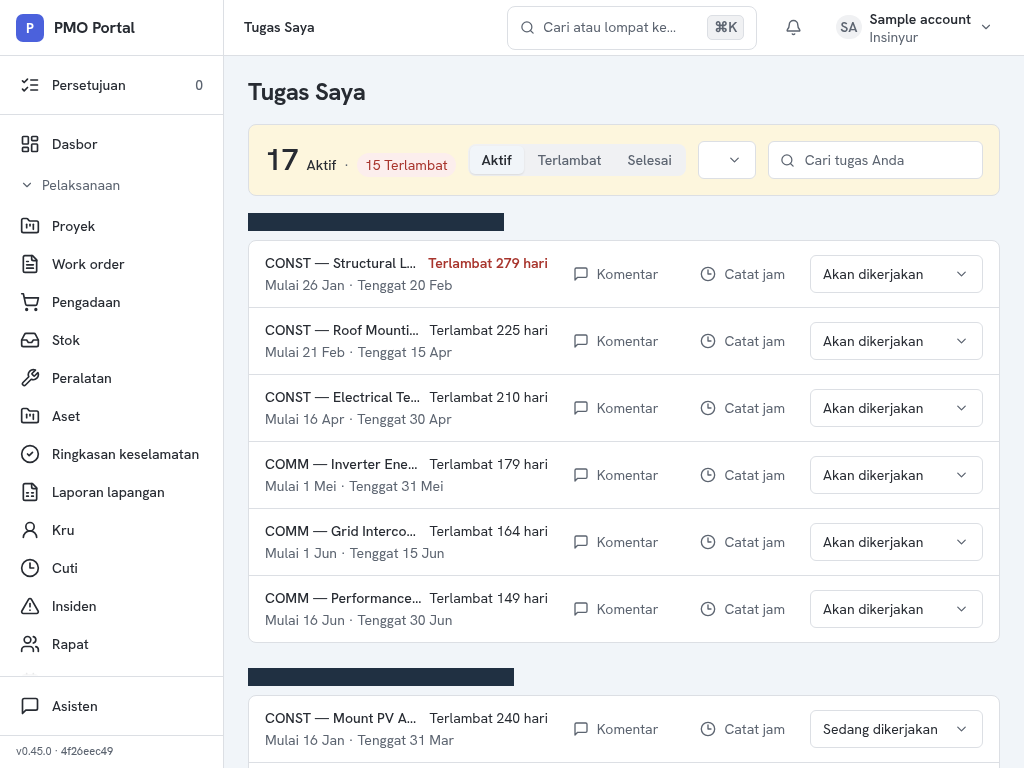 P
PMO Portal
Tugas Saya
Cari atau lompat ke...
⌘K
SA
Sample account
Insinyur
Persetujuan
0
Dasbor
Pelaksanaan
Proyek
Work order
Pengadaan
Stok
Peralatan
Aset
Ringkasan keselamatan
Laporan lapangan
Kru
Cuti
Insiden
Rapat
Asisten
v0.45.0 · 4f26eec49
Tugas Saya
17 Aktif · 15 Terlambat
Aktif
Terlambat
Selesai
Cari tugas Anda
CONST — Structural L...
Terlambat 279 hari
Mulai 26 Jan · Tenggat 20 Feb
Komentar
Catat jam
Akan dikerjakan
CONST — Roof Mounti...
Terlambat 225 hari
Mulai 21 Feb · Tenggat 15 Apr
Komentar
Catat jam
Akan dikerjakan
CONST — Electrical Te...
Terlambat 210 hari
Mulai 16 Apr · Tenggat 30 Apr
Komentar
Catat jam
Akan dikerjakan
COMM — Inverter Ene...
Terlambat 179 hari
Mulai 1 Mei · Tenggat 31 Mei
Komentar
Catat jam
Akan dikerjakan
COMM — Grid Interco...
Terlambat 164 hari
Mulai 1 Jun · Tenggat 15 Jun
Komentar
Catat jam
Akan dikerjakan
COMM — Performance...
Terlambat 149 hari
Mulai 16 Jun · Tenggat 30 Jun
Komentar
Catat jam
Akan dikerjakan
CONST — Mount PV A...
Terlambat 240 hari
Mulai 16 Jan · Tenggat 31 Mar
Komentar
Catat jam
Sedang dikerjakan